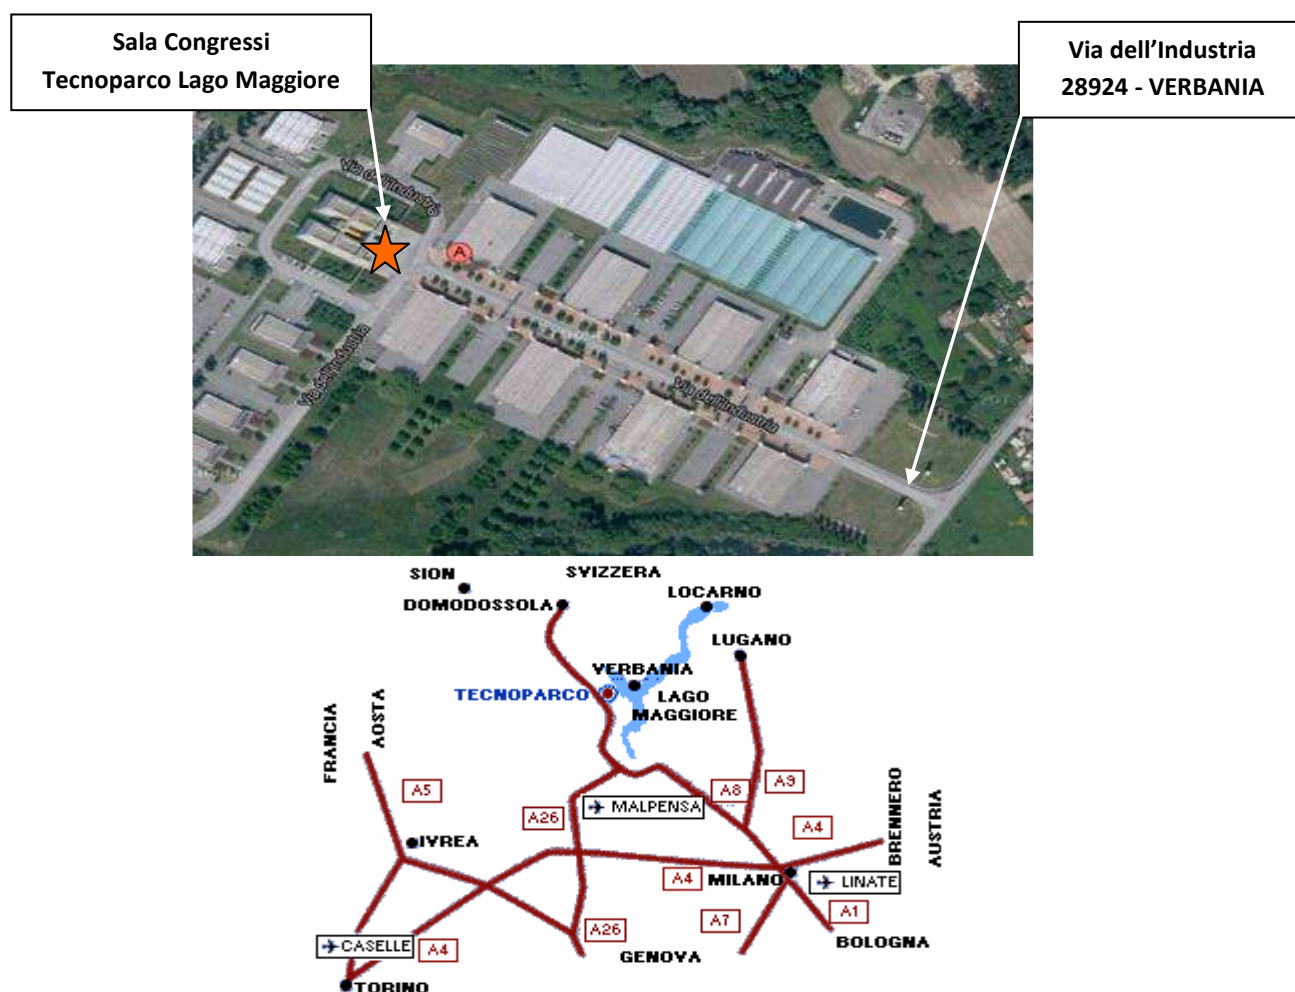 Sala Congressi
Tecnoparco Lago Maggiore
Via dell’Industria
28924 - VERBANIA
Via dell'Industria
A
Via dell'Industria
Via dell'Industria
SION
SVIZZERA
DOMODOSSOLA
LOCARNO
LUGANO
VERBANIA
TECNOPARCO
LAGO
MAGGIORE
FRANCIA
AOSTA
A5
A26
MALPENSA
A8
A9
A4
BRENNERO
AUSTRIA
IVREA
A4
MILANO
LINATE
A7
A1
CASELLE
A4
A26
GENOVA
BOLOGNA
TORINO